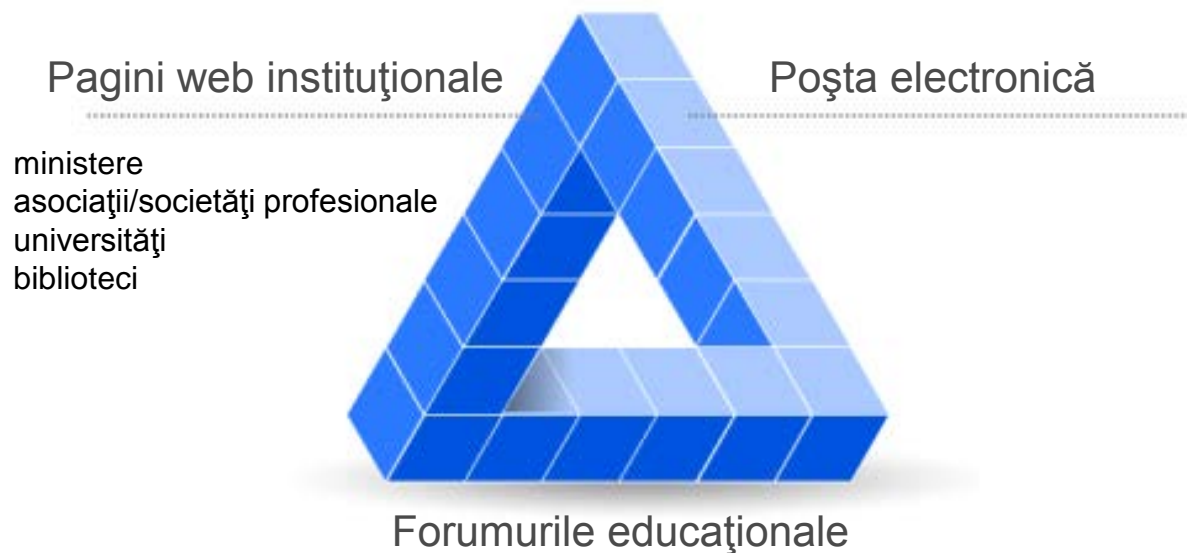 Pagini web instituţionale
Poşta electronică
ministere
asociaţii/societăţi profesionale
universităţi
biblioteci
Forumurile educaţionale